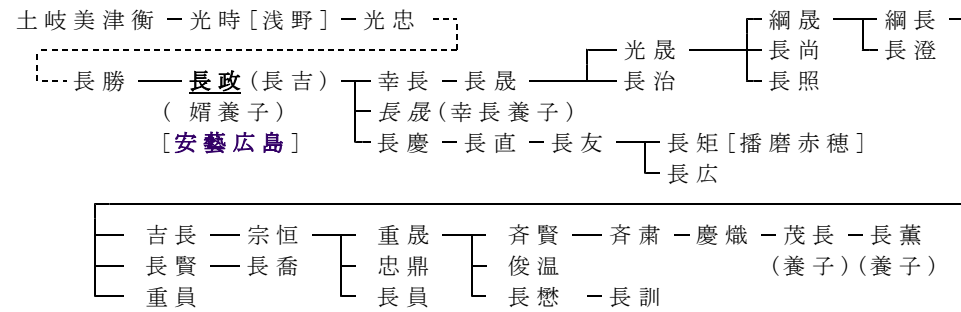 土岐美津衡 光時[浅野] 光忠 綱晟 綱長
光晟 長尚 長澄
長勝 長政(長吉) 幸長 長晟 長治 長照
(婿養子) 長晟(幸長養子)
[安藝広島] 長慶 長直 長友 長矩[播磨赤穂]
長広
吉長 宗恒 重晟 斉賢 斉粛 慶熾 茂長 長薫
長賢 長喬 忠鼎 俊温 (養子)(養子)
重員 長員 長懋 長訓